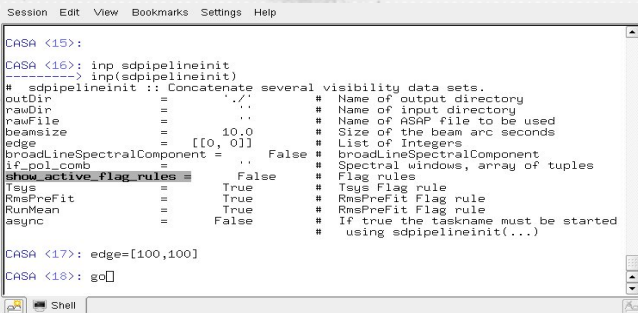 Session Edit View Bookmarks Settings Help
CASA <15>:
CASA <16>: inp sdpipelineinit
---------> inp(sdpipelineinit)
# sdpipelineinit :: Concatenate several visibility data sets.
outDir = './' # Name of output directory
rawDir = '' # Name of input directory
rawFile = '' # Name of ASAP file to be used
beamsize = 10.0 # Size of the beam arc seconds
edge = [[0, 0]] # List of Integers
broadLineSpectralComponent = False # broadLineSpectralComponent
if_pol_comb = '' # Spectral windows, array of tuples
show_active_flag_rules = False # Flag rules
Tsys = True # Tsys Flag rule
RmsPreFit = True # RmsPreFit Flag rule
RunMean = True # RmsPreFit Flag rule
async = False # If true the taskname must be started
# using sdpipelineinit(...)
CASA <17>: edge=[100,100]
CASA <18>: go
Shell